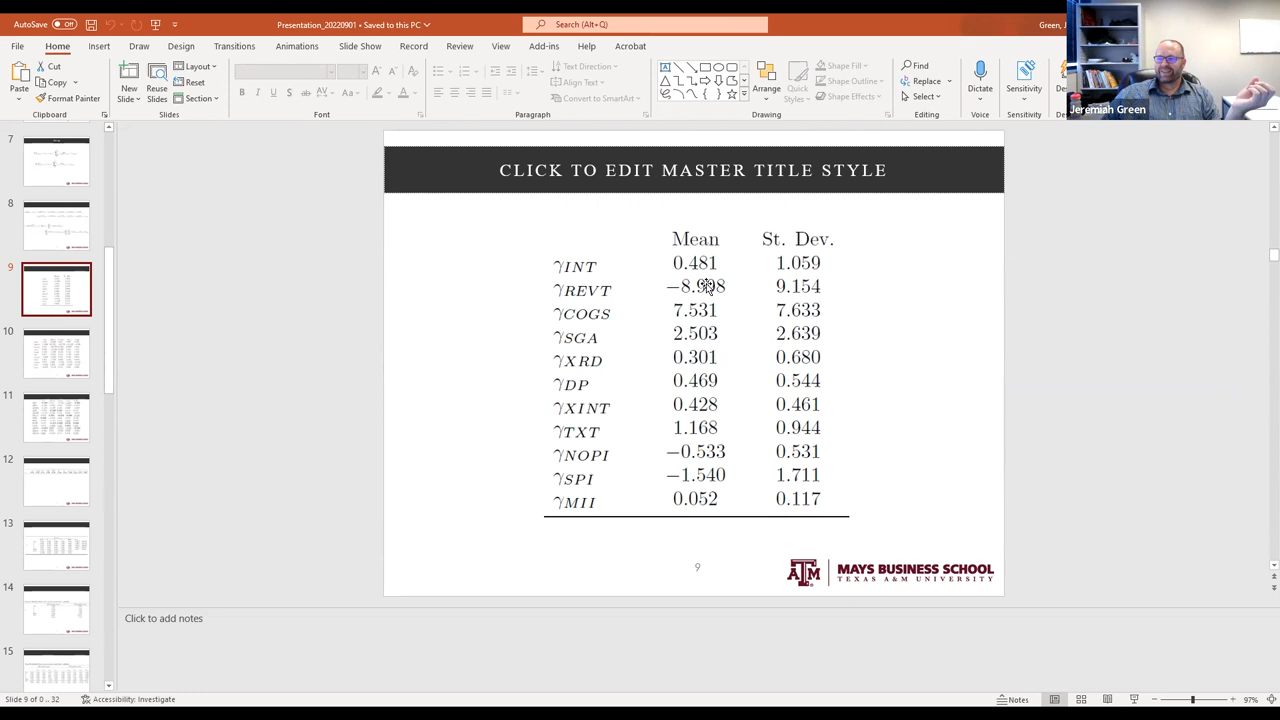 AutoSave Off Presentation_20220901 • Saved to this PC Search (Alt+Q) Green, Je
File Home Insert Draw Design Transitions Animations Slide Show Record Review View Add-ins Help Acrobat
Paste Cut Copy Format Painter
Clipboard
New Slide Reuse Slides Layout Reset Section
Slides
B I U S ab AV Aa A
Font
Text Direction Align Text Convert to SmartArt
Paragraph
Arrange Quick Styles Shape Fill Shape Outline Shape Effects
Drawing
Find Replace Select
Editing
Dictate
Voice
Sensitivity
Sensitivity
Jeremiah Green
7
8
9
10
11
12
13
14
15
CLICK TO EDIT MASTER TITLE STYLE
Mean St. Dev.
γINT 0.481 1.059
γREVT 9.154
γCOGS 7.531 7.633
γSGA 2.503 2.639
γXRD 0.301 0.680
γDP 0.469 0.544
γXINT 0.428 0.461
γTXT 1.168 0.944
γNOPI −0.533 0.531
γSPI −1.540 1.711
γMII 0.052 0.117
9
ATM MAYS BUSINESS SCHOOL
TEXAS A&M UNIVERSITY
Click to add notes
Slide 9 of 0 .. 32 Accessibility: Investigate Notes 97%